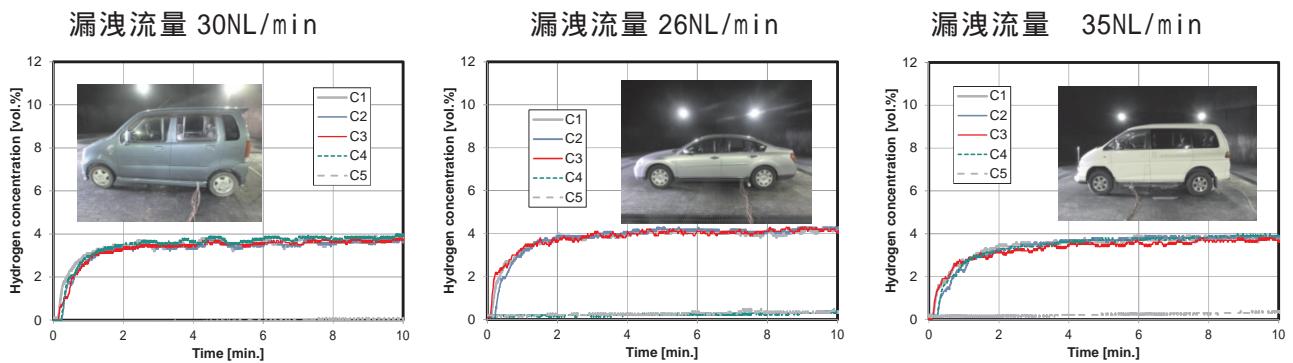 漏洩流量 30NL/min
12
10
8
6
4
2
0
Hydrogen concentration [vol.%]
C1
C2
C3
C4
C5
0 2 4 6 8 10
Time [min.]
漏洩流量 26NL/min
12
10
8
6
4
2
0
Hydrogen concentration [vol.%]
C1
C2
C3
C4
C5
0 2 4 6 8 10
Time [min.]
漏洩流量 35NL/min
12
10
8
6
4
2
0
Hydrogen concentration [vol.%]
C1
C2
C3
C4
C5
0 2 4 6 8 10
Time [min.]